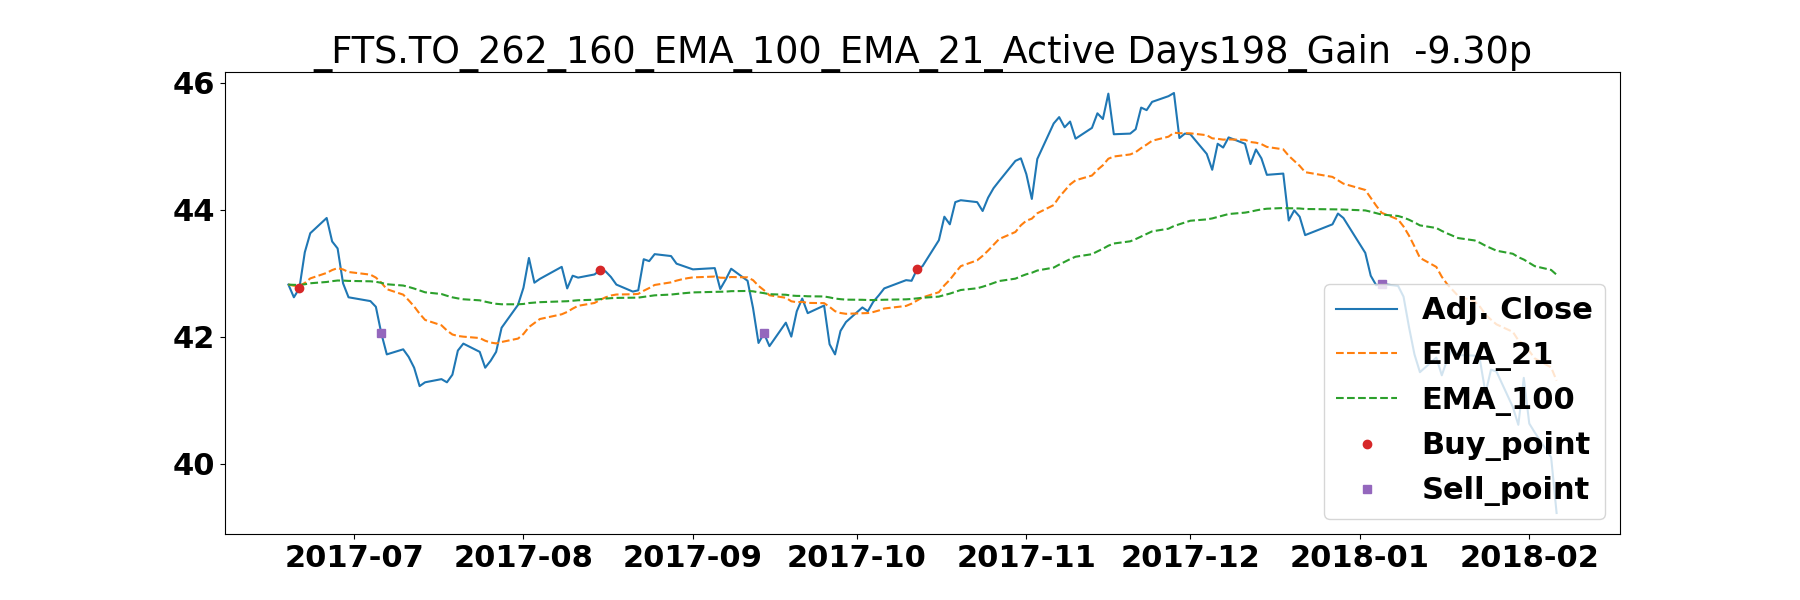 _FTS.TO_262_160_EMA_100_EMA_21_Active Days198_Gain  -9.30p
46
44
42
40
2017-07 2017-08 2017-09 2017-10 2017-11 2017-12 2018-01 2018-02
Adj. Close
EMA_21
EMA_100
Buy_point
Sell_point